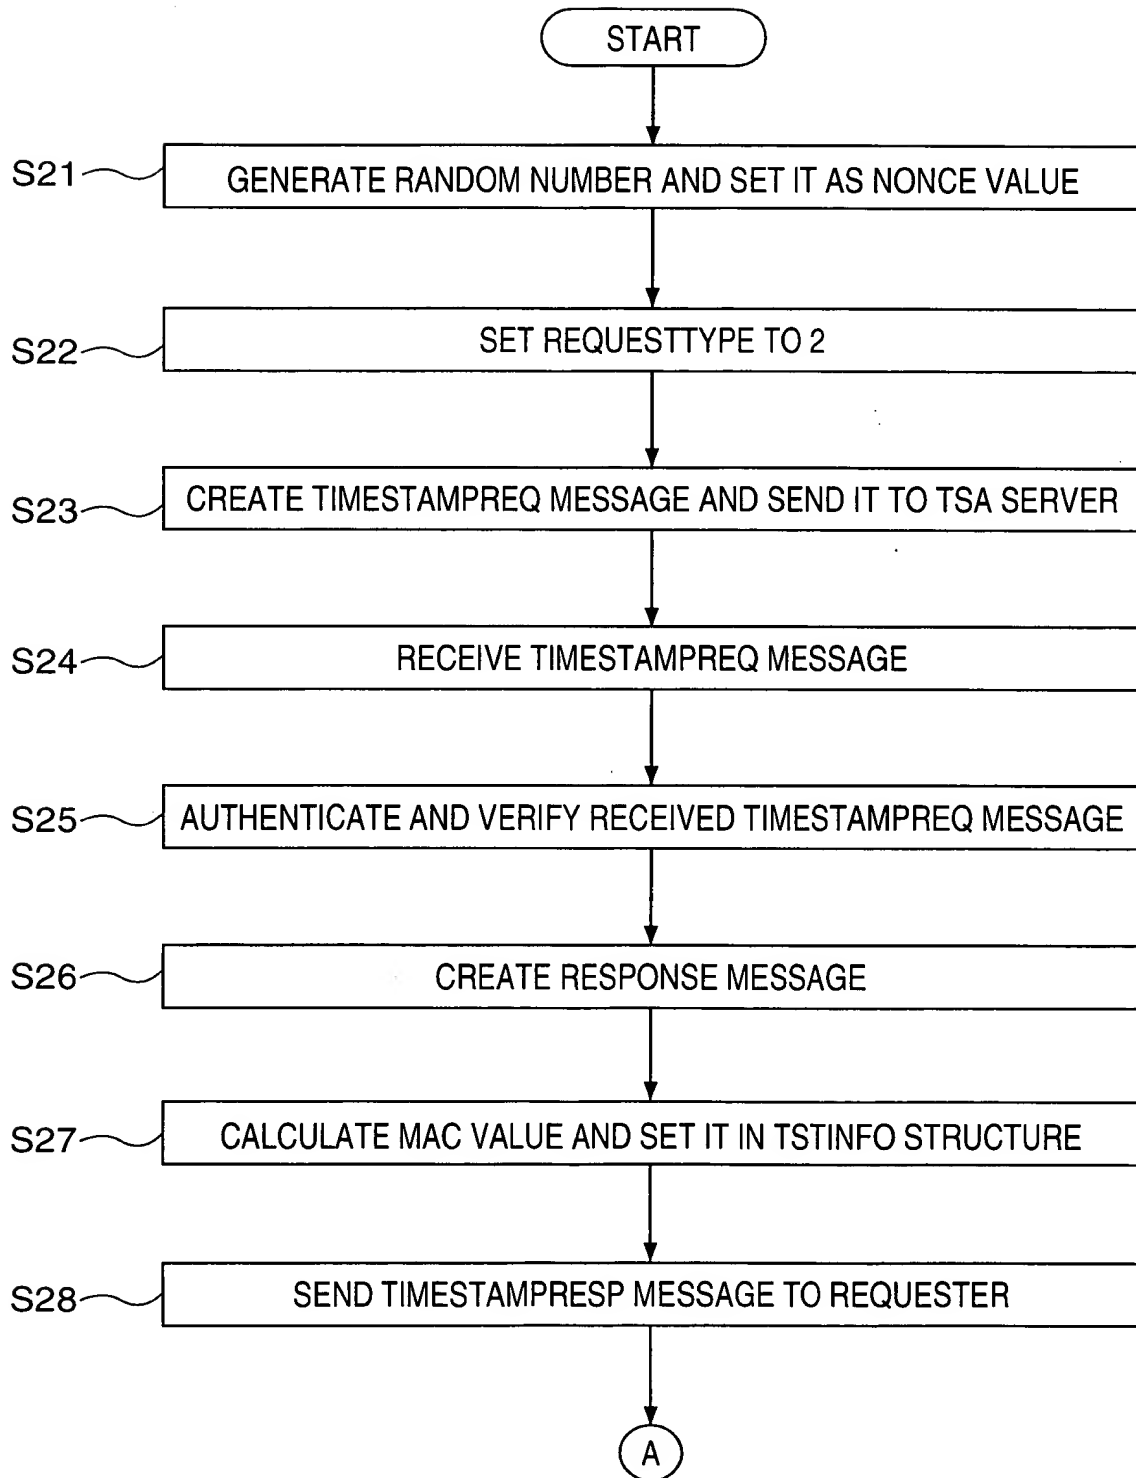 START
S21
GENERATE RANDOM NUMBER AND SET IT AS NONCE VALUE
S22
SET REQUESTTYPE TO 2
S23
CREATE TIMESTAMPREQ MESSAGE AND SEND IT TO TSA SERVER
S24
RECEIVE TIMESTAMPREQ MESSAGE
S25
AUTHENTICATE AND VERIFY RECEIVED TIMESTAMPREQ MESSAGE
S26
CREATE RESPONSE MESSAGE
S27
CALCULATE MAC VALUE AND SET IT IN TSTINFO STRUCTURE
S28
SEND TIMESTAMPRESP MESSAGE TO REQUESTER
A